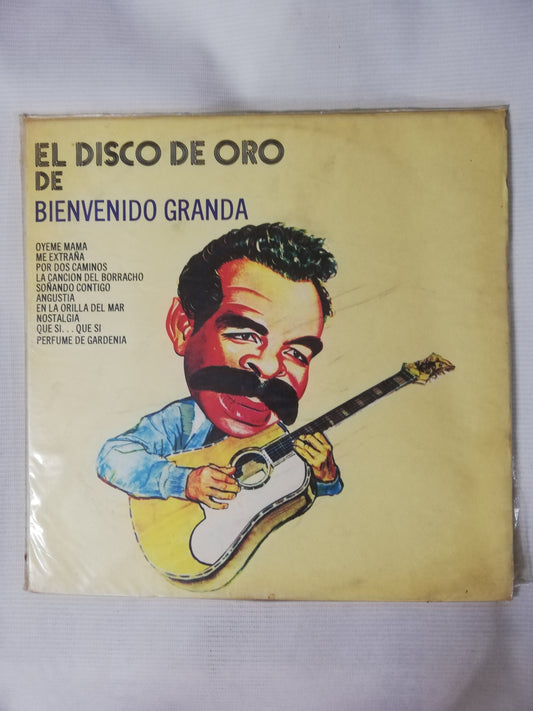 EL DISCO DE ORO
DE
BIENVENIDO GRANDA
OYEME MAMA
ME EXTRAÑA
POR DOS CAMINOS
LA CANCION DEL BORRACHO
SOÑANDO CONTIGO
ANGUSTIA
EN LA ORILLA DEL MAR
NOSTALGIA
QUE SI. . . QUE SI
PERFUME DE GARDENIA